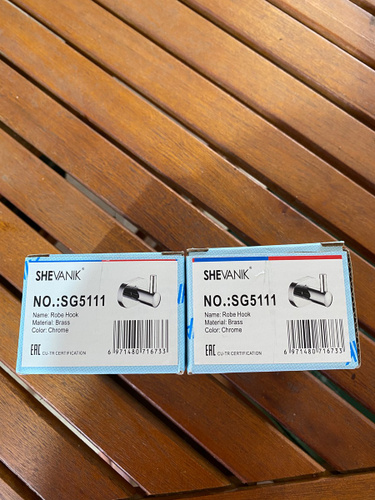 SHEVANIK®
NO.:SG5111
Name: Robe Hook
Material: Brass
Color: Chrome
EAC CU-TR CERTIFICATION
6 971480 716733
SHEVANIK®
NO.:SG5111
Name: Robe Hook
Material: Brass
Color: Chrome
EAC CU-TR CERTIFICATION
6 971480 716733